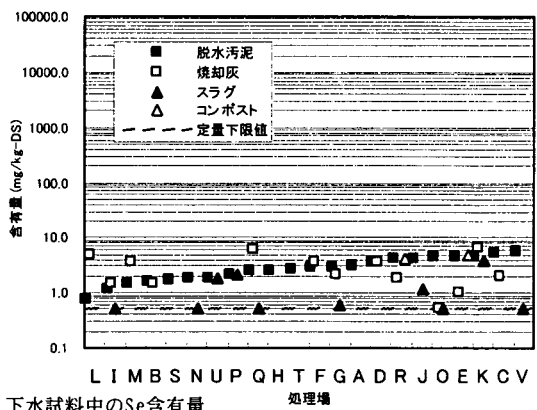 100000.0
10000.0
1000.0
100.0
10.0
1.0
0.1
含有量(mg/kg-DS)
脱水汚泥
焼却灰
スラグ
コンポスト
定量下限値
L I M B S N U P Q H T F G A D R J O E K C V
処理場
下水試料中のSe含有量